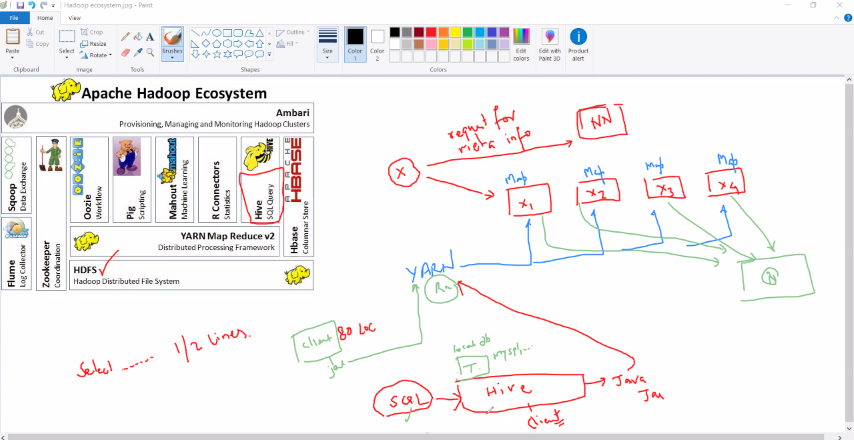 Hadoop ecosystem.jpg - Paint
File
Home
View
Paste
Cut
Copy
Clipboard
Select
Crop
Resize
Rotate
Image
Tools
Brushes
Shapes
Outline
Fill
Size
Color
1
Color
2
Colors
Edit
colors
Edit with
Paint 3D
Product
alert
Apache Hadoop Ecosystem
Ambari
Provisioning, Managing and Monitoring Hadoop Clusters
Sqoop
Data Exchange
Flume
Log Collector
Zookeeper
Coordination
Oozie
Workflow
Pig
Scripting
Mahout
Machine Learning
R Connectors
Statistics
Hive
SQL Query
APACHE
HBASE
Hbase
Columnar Store
YARN Map Reduce v2
Distributed Processing Framework
HDFS
Hadoop Distributed File System
request for
NN
X
Map
Map
Map
Map
X1
X2
X3
X4
YARN
Rn
N
Select ...... 1/2 lines.
client
80 LOC
local db
T
SQL
Hive
client
Java
Jar